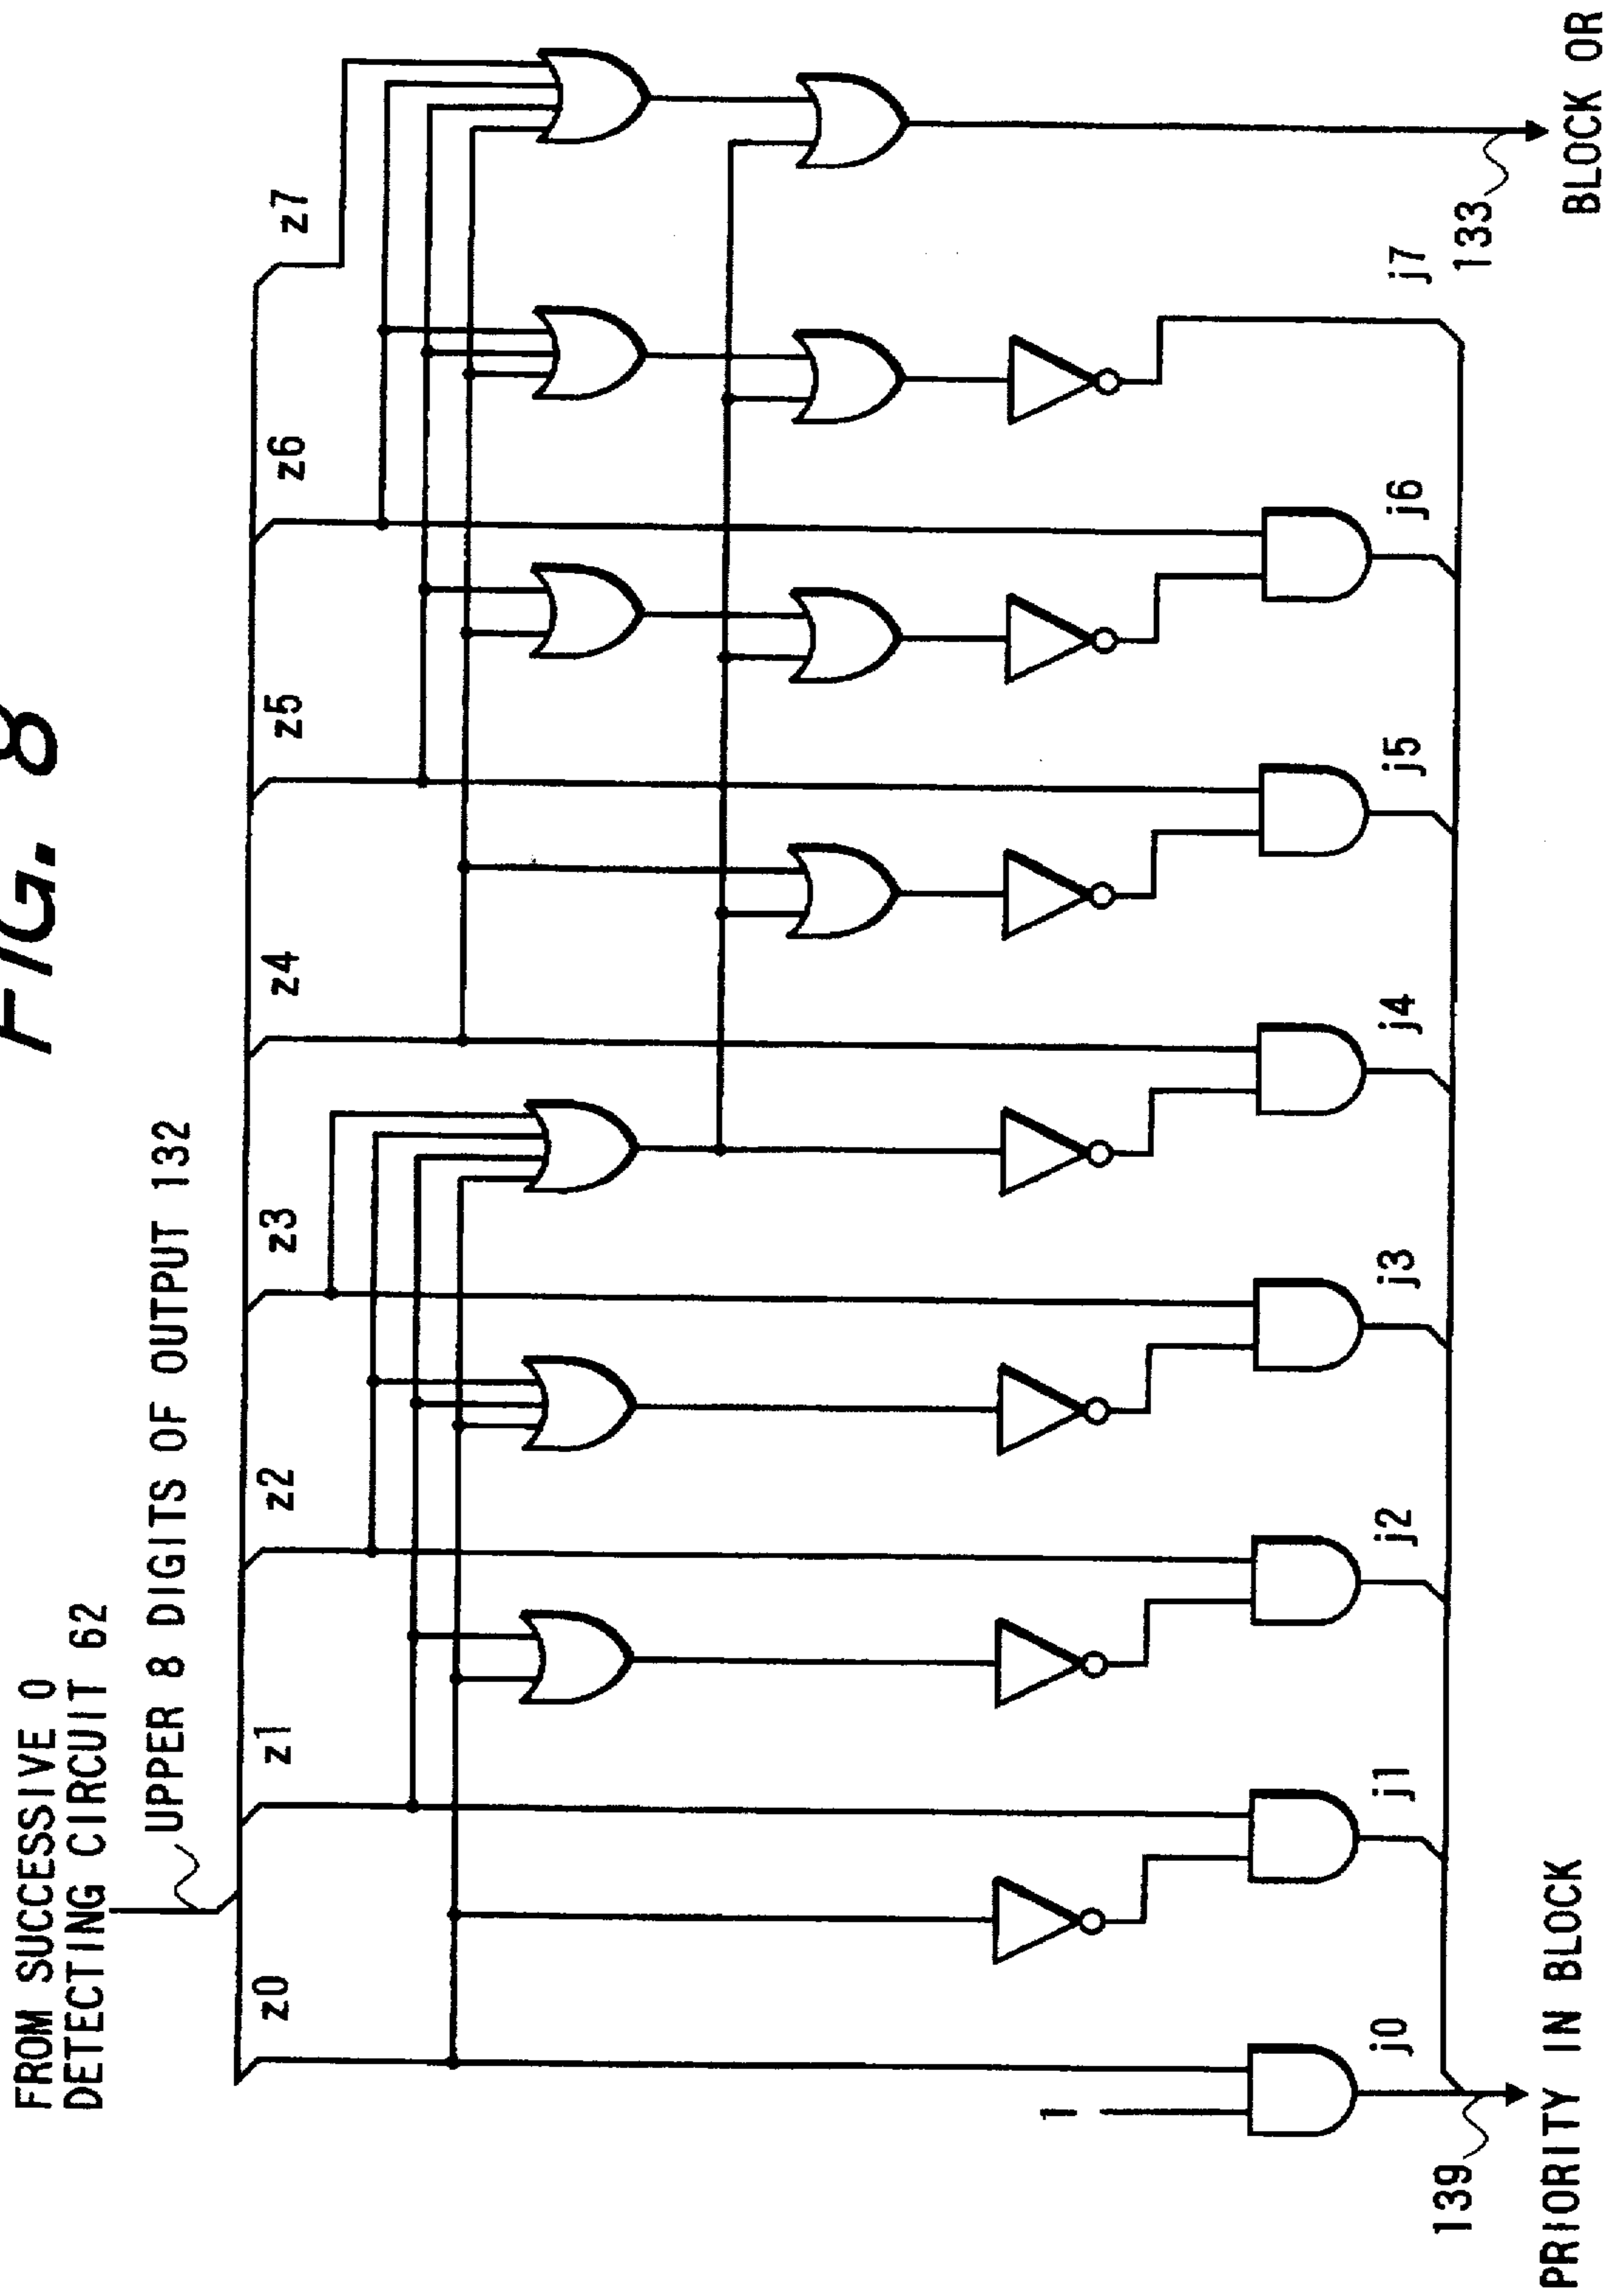 FIG. 8
FROM SUCCESSIVE 0
DETECTING CIRCUIT 62
UPPER 8 DIGITS OF OUTPUT 132
z0
z1
z2
z3
z4
z5
z6
z7
1
j0
j1
j2
j3
j4
j5
j6
j7
139
133
PRIORITY IN BLOCK
BLOCK OR